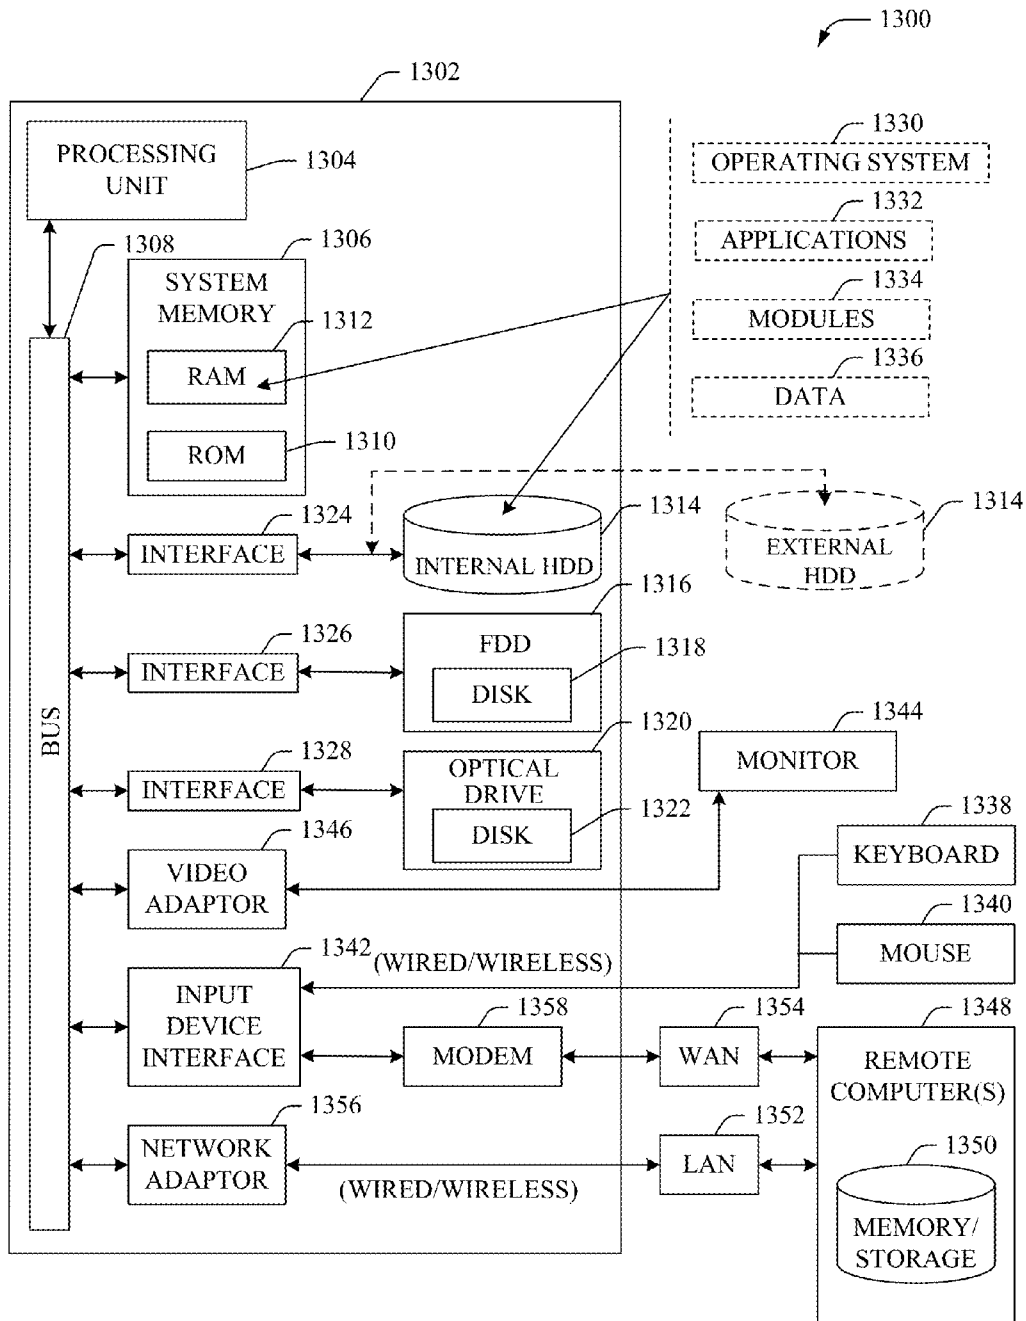 1300
1302
PROCESSING
UNIT
1304
1308
1306
SYSTEM
MEMORY
1312
RAM
1310
ROM
1330
OPERATING SYSTEM
1332
APPLICATIONS
1334
MODULES
1336
DATA
1324
INTERFACE
1314
INTERNAL HDD
1314
EXTERNAL
HDD
1326
INTERFACE
1316
FDD
1318
DISK
BUS
1328
INTERFACE
1320
OPTICAL
DRIVE
1322
DISK
1344
MONITOR
1346
VIDEO
ADAPTOR
1338
KEYBOARD
1340
MOUSE
1342
(WIRED/WIRELESS)
INPUT
DEVICE
INTERFACE
1358
MODEM
1354
WAN
1348
REMOTE
COMPUTER(S)
1356
NETWORK
ADAPTOR
(WIRED/WIRELESS)
1352
LAN
1350
MEMORY/
STORAGE